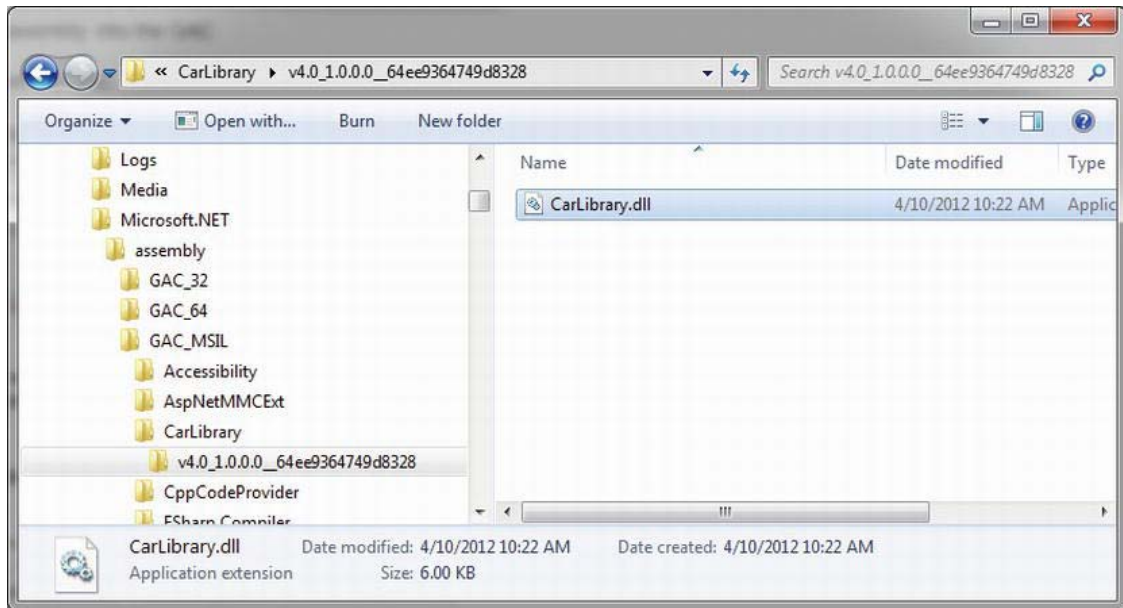 « CarLibrary ▸ v4.0_1.0.0.0__64ee9364749d8328
Search v4.0_1.0.0.0__64ee9364749d8328
Organize Open with... Burn New folder
Name Date modified Type
CarLibrary.dll 4/10/2012 10:22 AM Applic
Logs
Media
Microsoft.NET
assembly
GAC_32
GAC_64
GAC_MSIL
Accessibility
AspNetMMCExt
CarLibrary
v4.0_1.0.0.0__64ee9364749d8328
CppCodeProvider
FSharp.Compiler
CarLibrary.dll Date modified: 4/10/2012 10:22 AM Date created: 4/10/2012 10:22 AM
Application extension Size: 6.00 KB